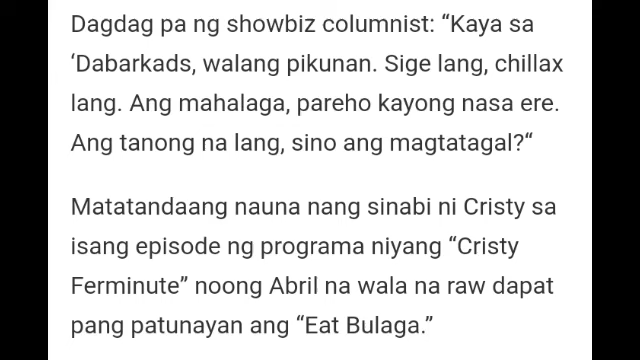 Dagdag pa ng showbiz columnist: “Kaya sa
‘Dabarkads, walang pikunan. Sige lang, chillax
lang. Ang mahalaga, pareho kayong nasa ere.
Ang tanong na lang, sino ang magtatagal?“
Matatandaang nauna nang sinabi ni Cristy sa
isang episode ng programa niyang “Cristy
Ferminute” noong Abril na wala na raw dapat
pang patunayan ang “Eat Bulaga.”